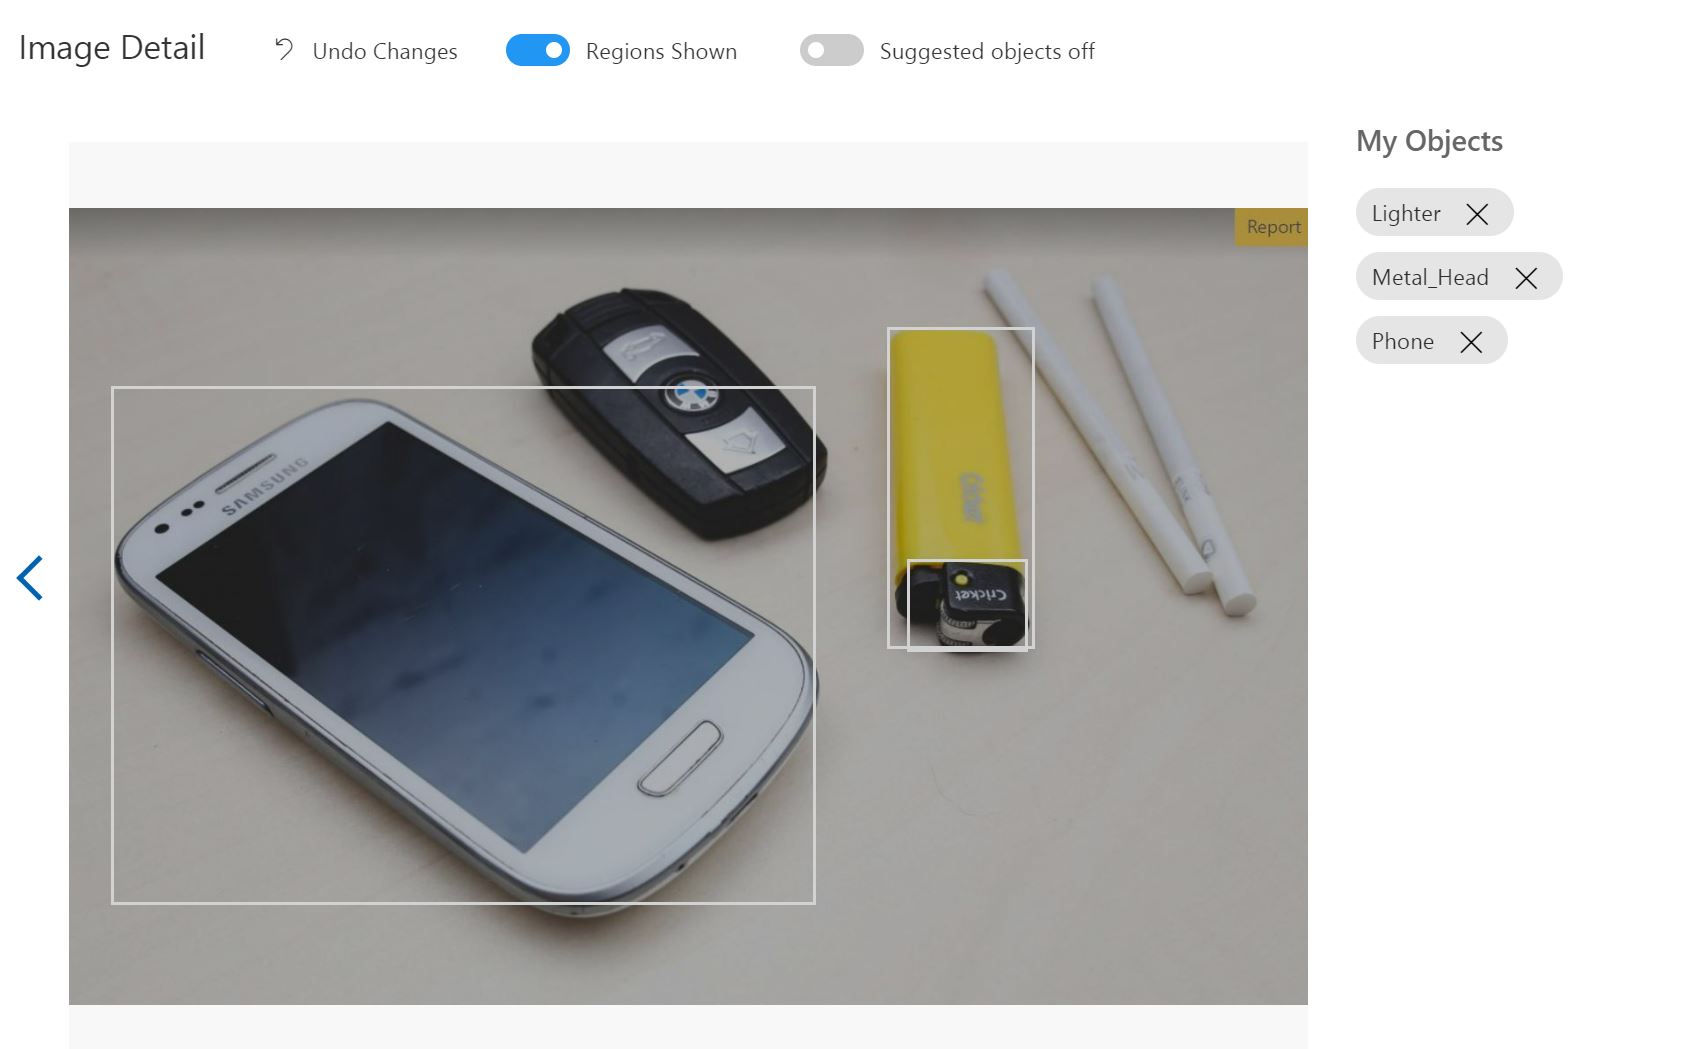 Image Detail
Undo Changes
Regions Shown
Suggested objects off
My Objects
Lighter
Metal_Head
Phone
Report
SAMSUNG
Cricket
Cricket